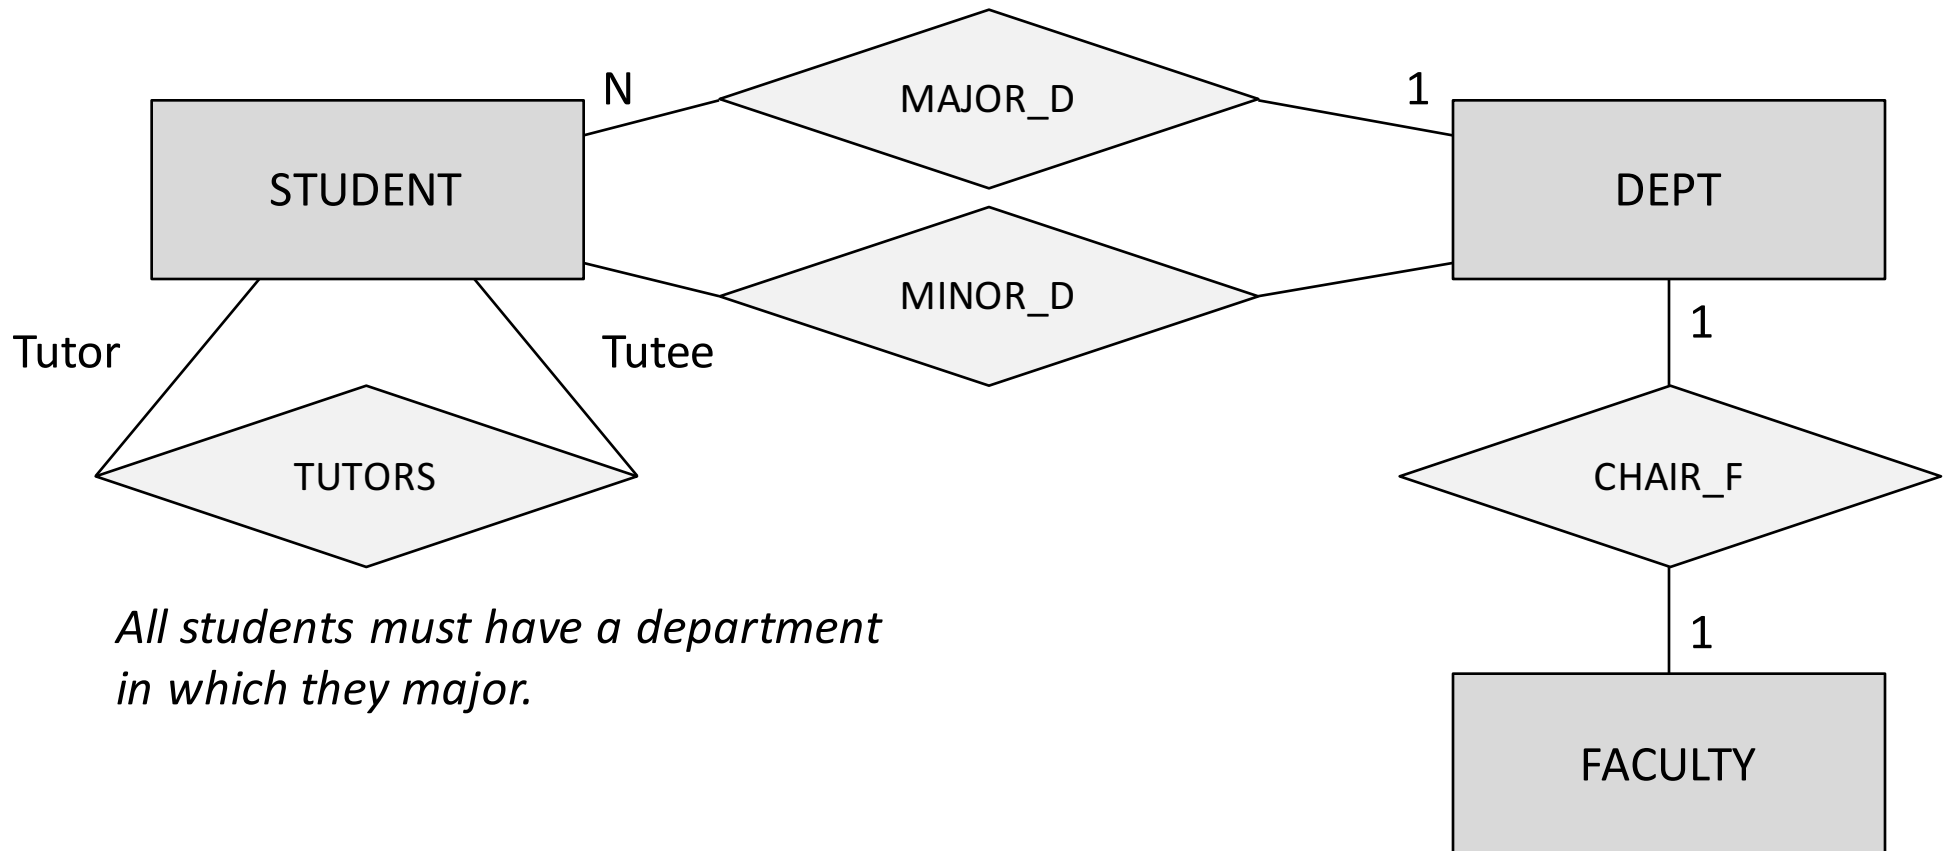 N
MAJOR_D
1
STUDENT
DEPT
MINOR_D
1
Tutor
Tutee
TUTORS
CHAIR_F
All students must have a department
in which they major.
1
FACULTY